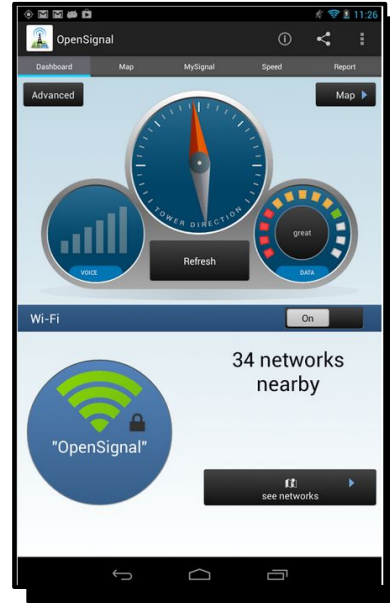 11:26
OpenSignal
Dashboard Map MySignal Speed Report
Advanced
Map
TOWER DIRECTION
great
VOICE
Refresh
DATA
Wi-Fi
On
34 networks
nearby
"OpenSignal"
see networks